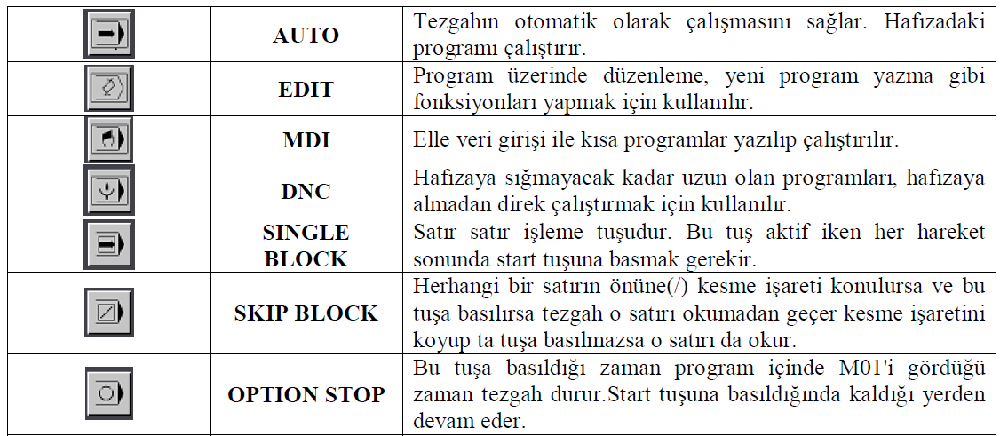 AUTO
Tezgahın otomatik olarak çalışmasını sağlar. Hafızadaki
programı çalıştırır.
EDIT
Program üzerinde düzenleme, yeni program yazma gibi
fonksiyonları yapmak için kullanılır.
MDI
Elle veri girişi ile kısa programlar yazılıp çalıştırılır.
DNC
Hafızaya sığmayacak kadar uzun olan programları, hafızaya
almadan direk çalıştırmak için kullanılır.
SINGLE
BLOCK
Satır satır işleme tuşudur. Bu tuş aktif iken her hareket
sonunda start tuşuna basmak gerekir.
SKIP BLOCK
Herhangi bir satırın önüne(/) kesme işareti konulursa ve bu
tuşa basılırsa tezgah o satırı okumadan geçer kesme işaretini
koyup ta tuşa basılmazsa o satırı da okur.
OPTION STOP
Bu tuşa basıldığı zaman program içinde M01'i gördüğü
zaman tezgah durur.Start tuşuna basıldığında kaldığı yerden
devam eder.